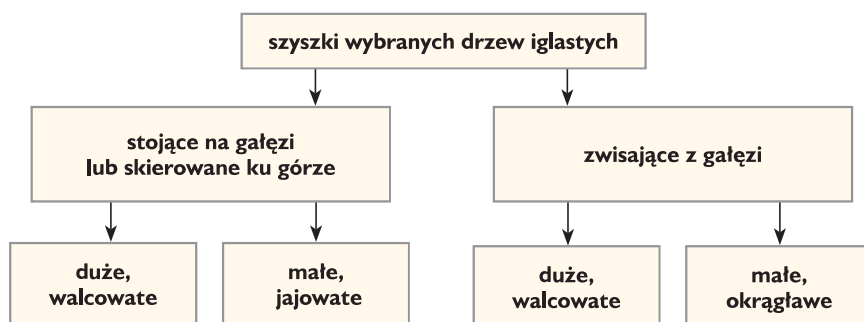 szyszki wybranych drzew iglastych
stojące na gałęzi
lub skierowane ku górze
zwisające z gałęzi
duże,
walcowate
małe,
jajowate
duże,
walcowate
małe,
okrągławe